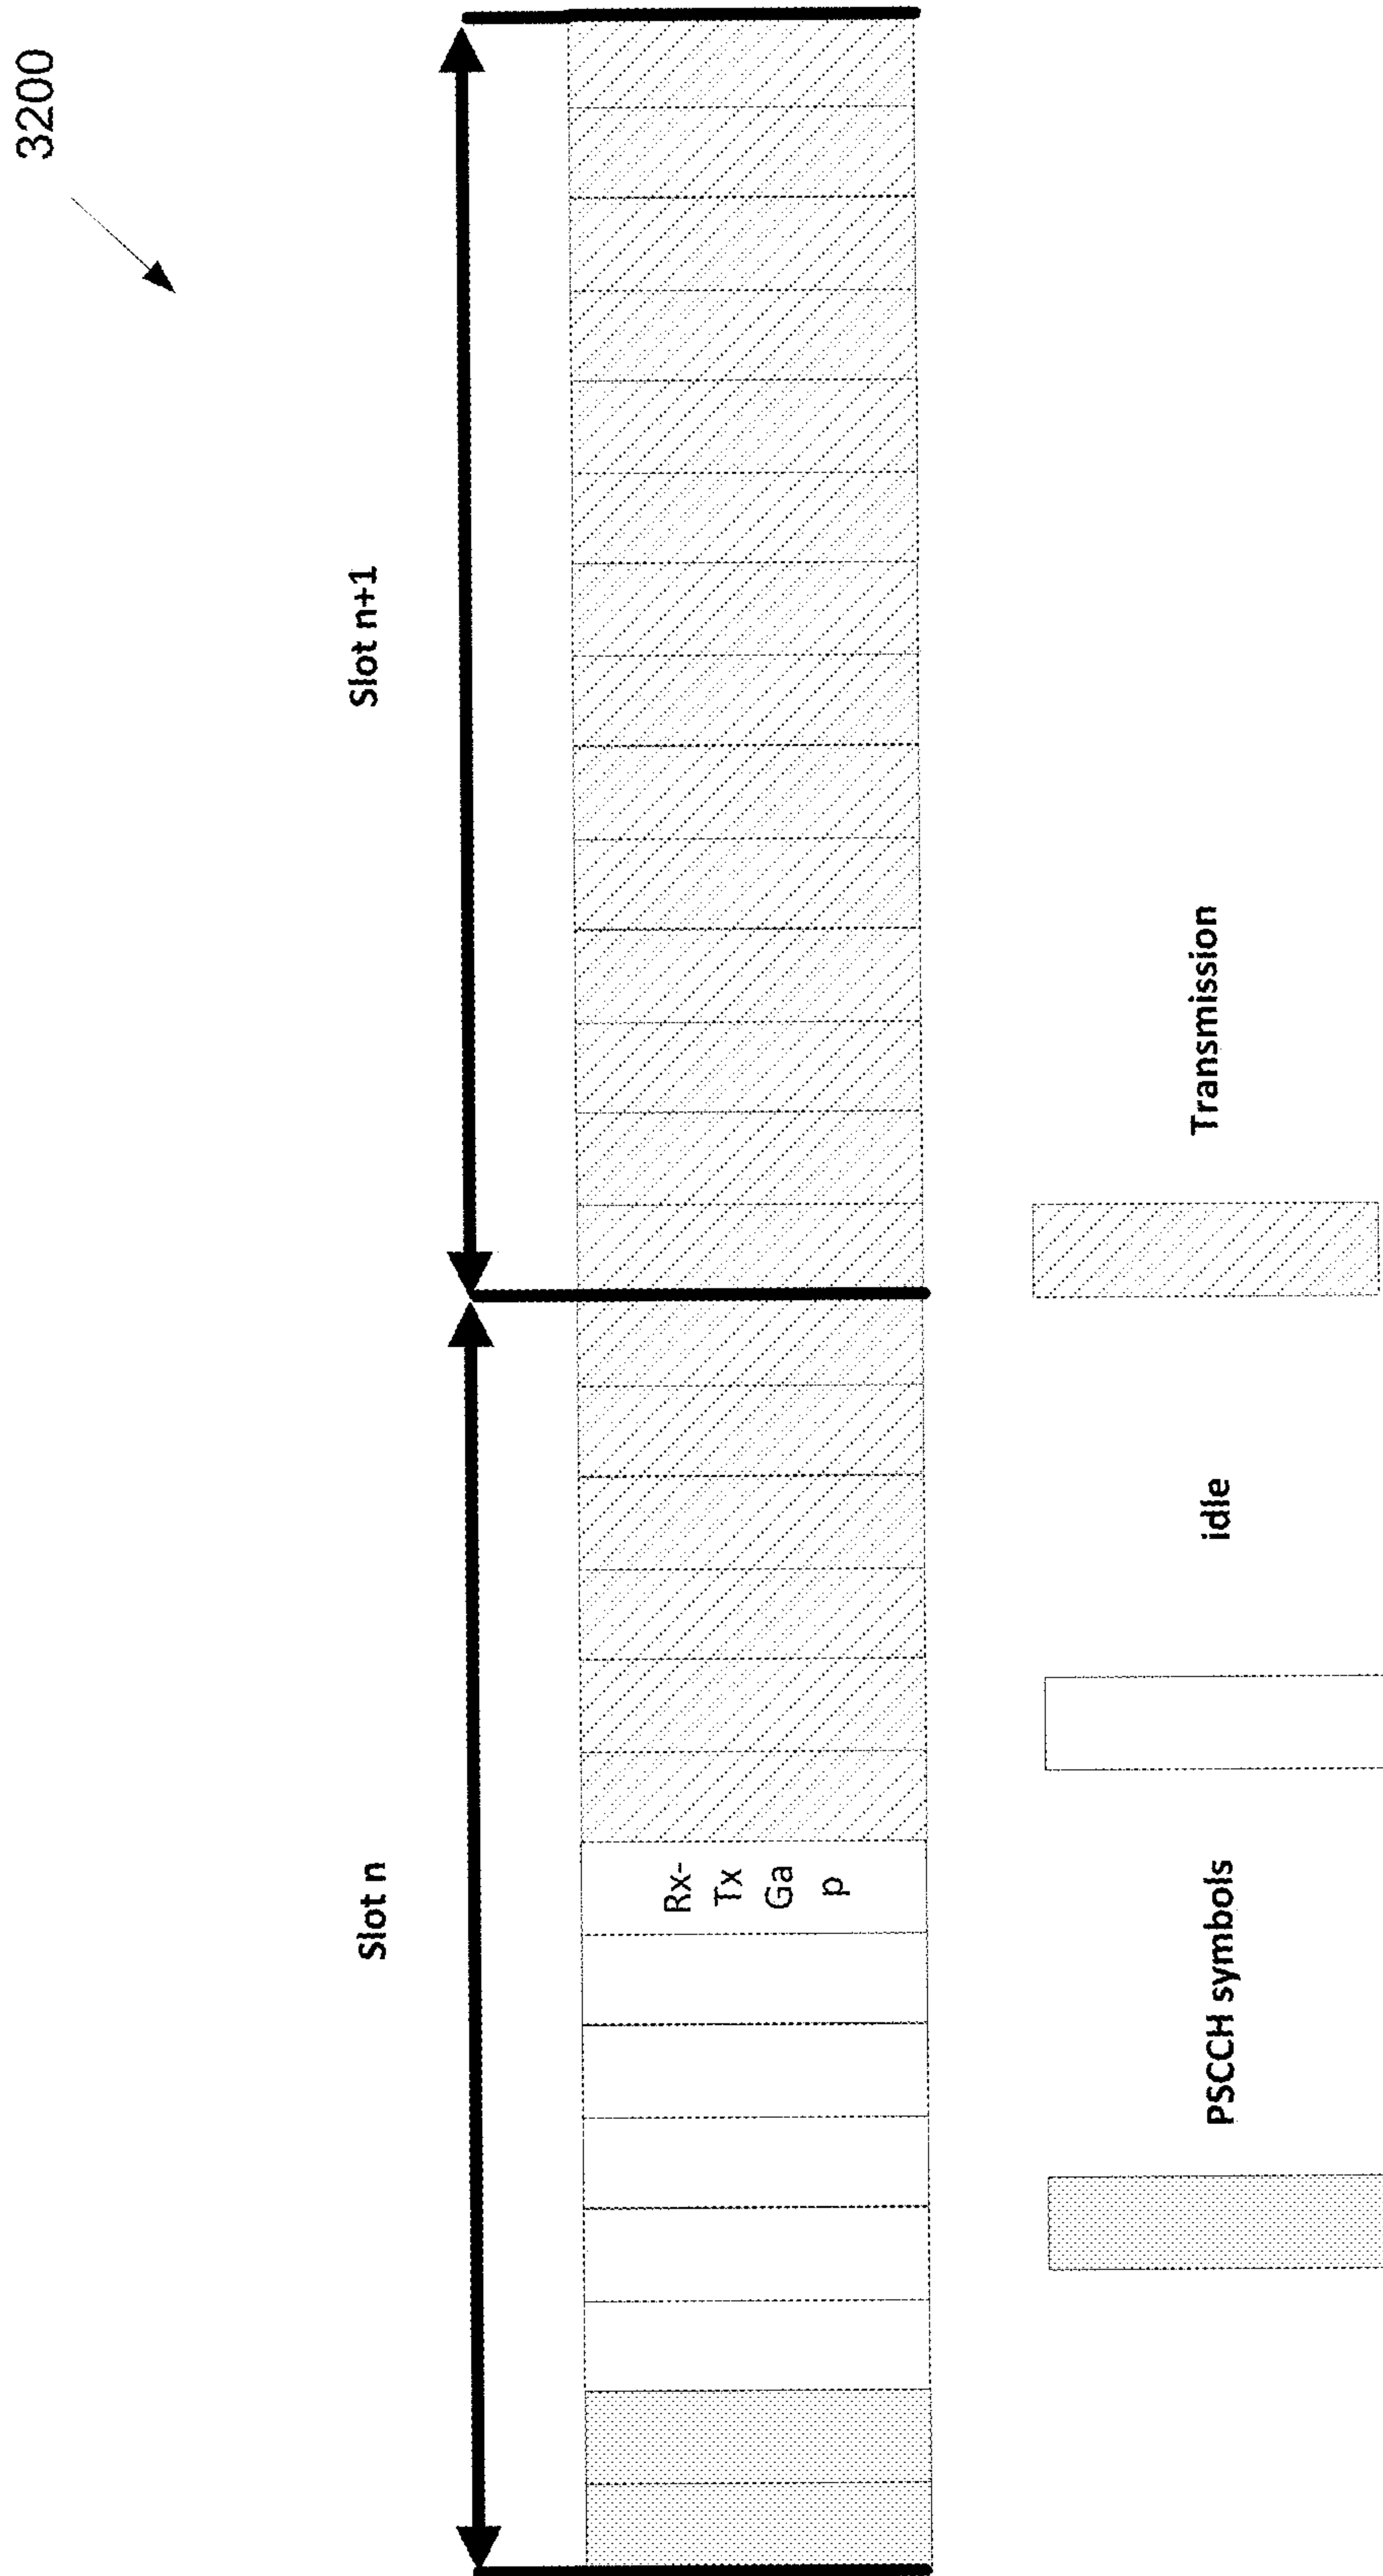 3200
Slot n
Slot n+1
Rx-
Tx
Ga
p
PSCCH symbols
idle
Transmission